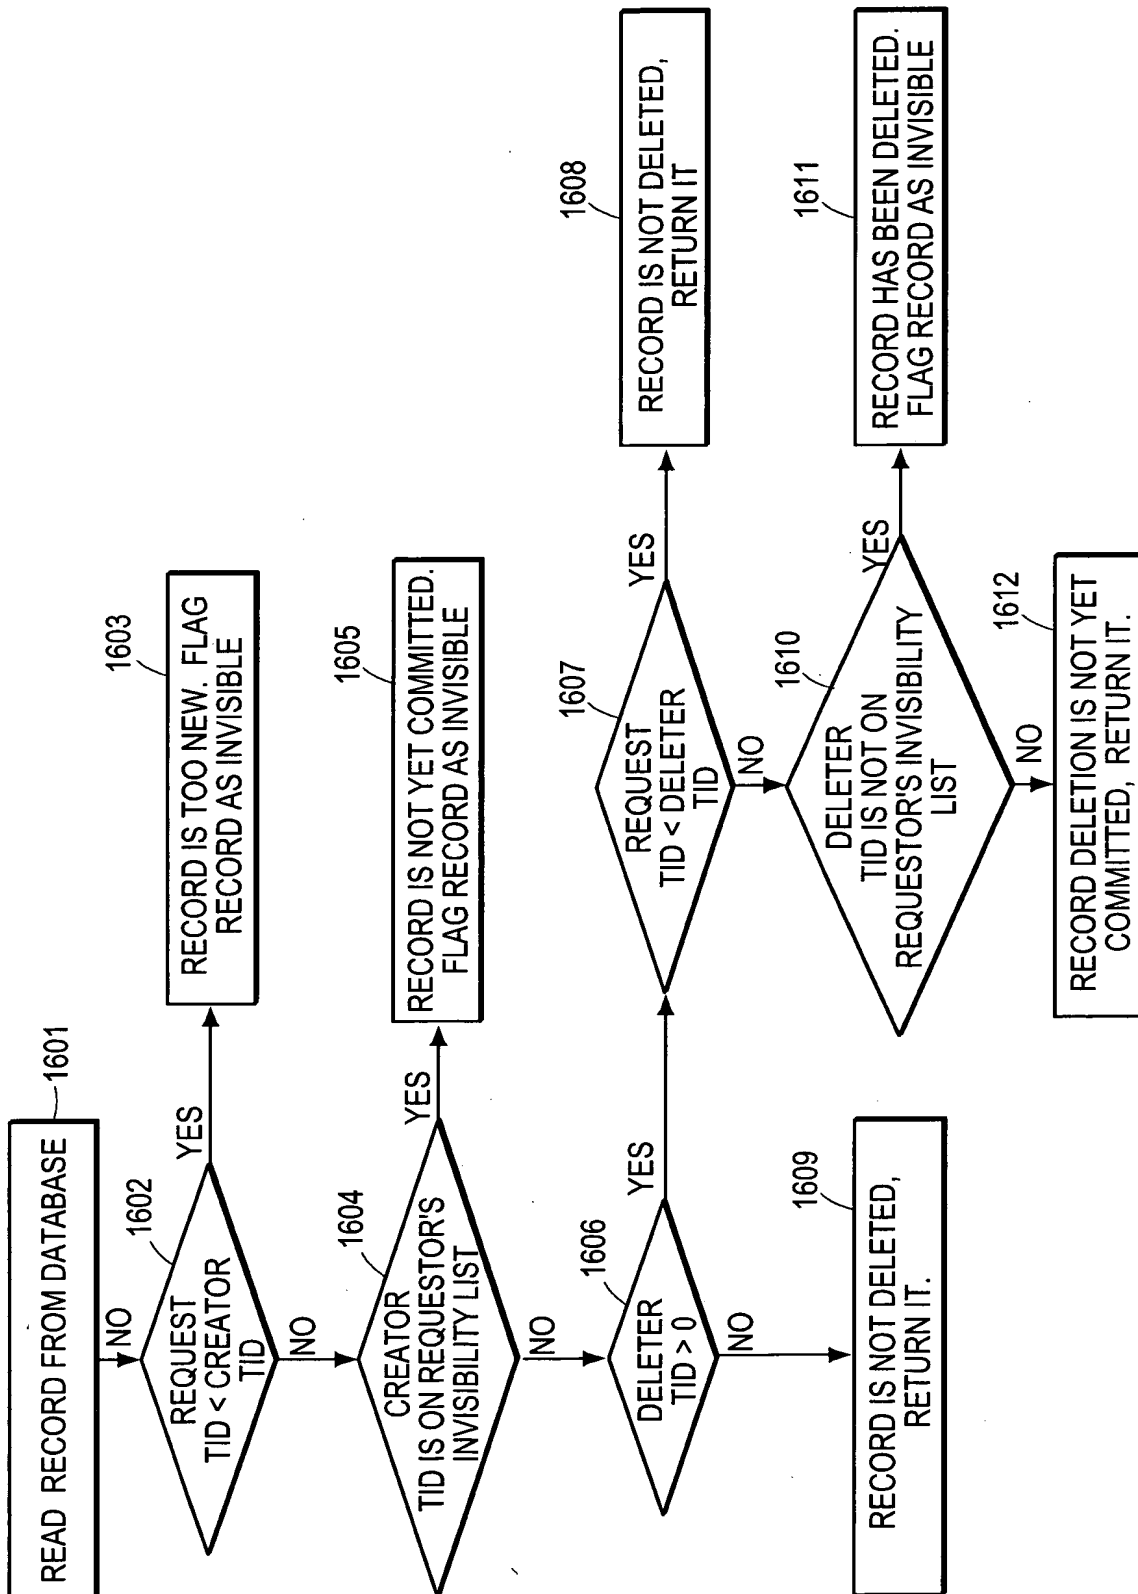 READ RECORD FROM DATABASE
1601
NO
REQUEST
TID < CREATOR
TID
1602
YES
RECORD IS TOO NEW. FLAG
RECORD AS INVISIBLE
1603
NO
CREATOR
TID IS ON REQUESTOR'S
INVISIBILITY LIST
1604
YES
RECORD IS NOT YET COMMITTED.
FLAG RECORD AS INVISIBLE
1605
NO
DELETER
TID > 0
1606
YES
REQUEST
TID < DELETER
TID
1607
YES
RECORD IS NOT DELETED,
RETURN IT
1608
NO
RECORD IS NOT DELETED,
RETURN IT.
1609
NO
DELETER
TID IS NOT ON
REQUESTOR'S INVISIBILITY
LIST
1610
YES
RECORD HAS BEEN DELETED.
FLAG RECORD AS INVISIBLE
1611
NO
RECORD DELETION IS NOT YET
COMMITTED, RETURN IT.
1612